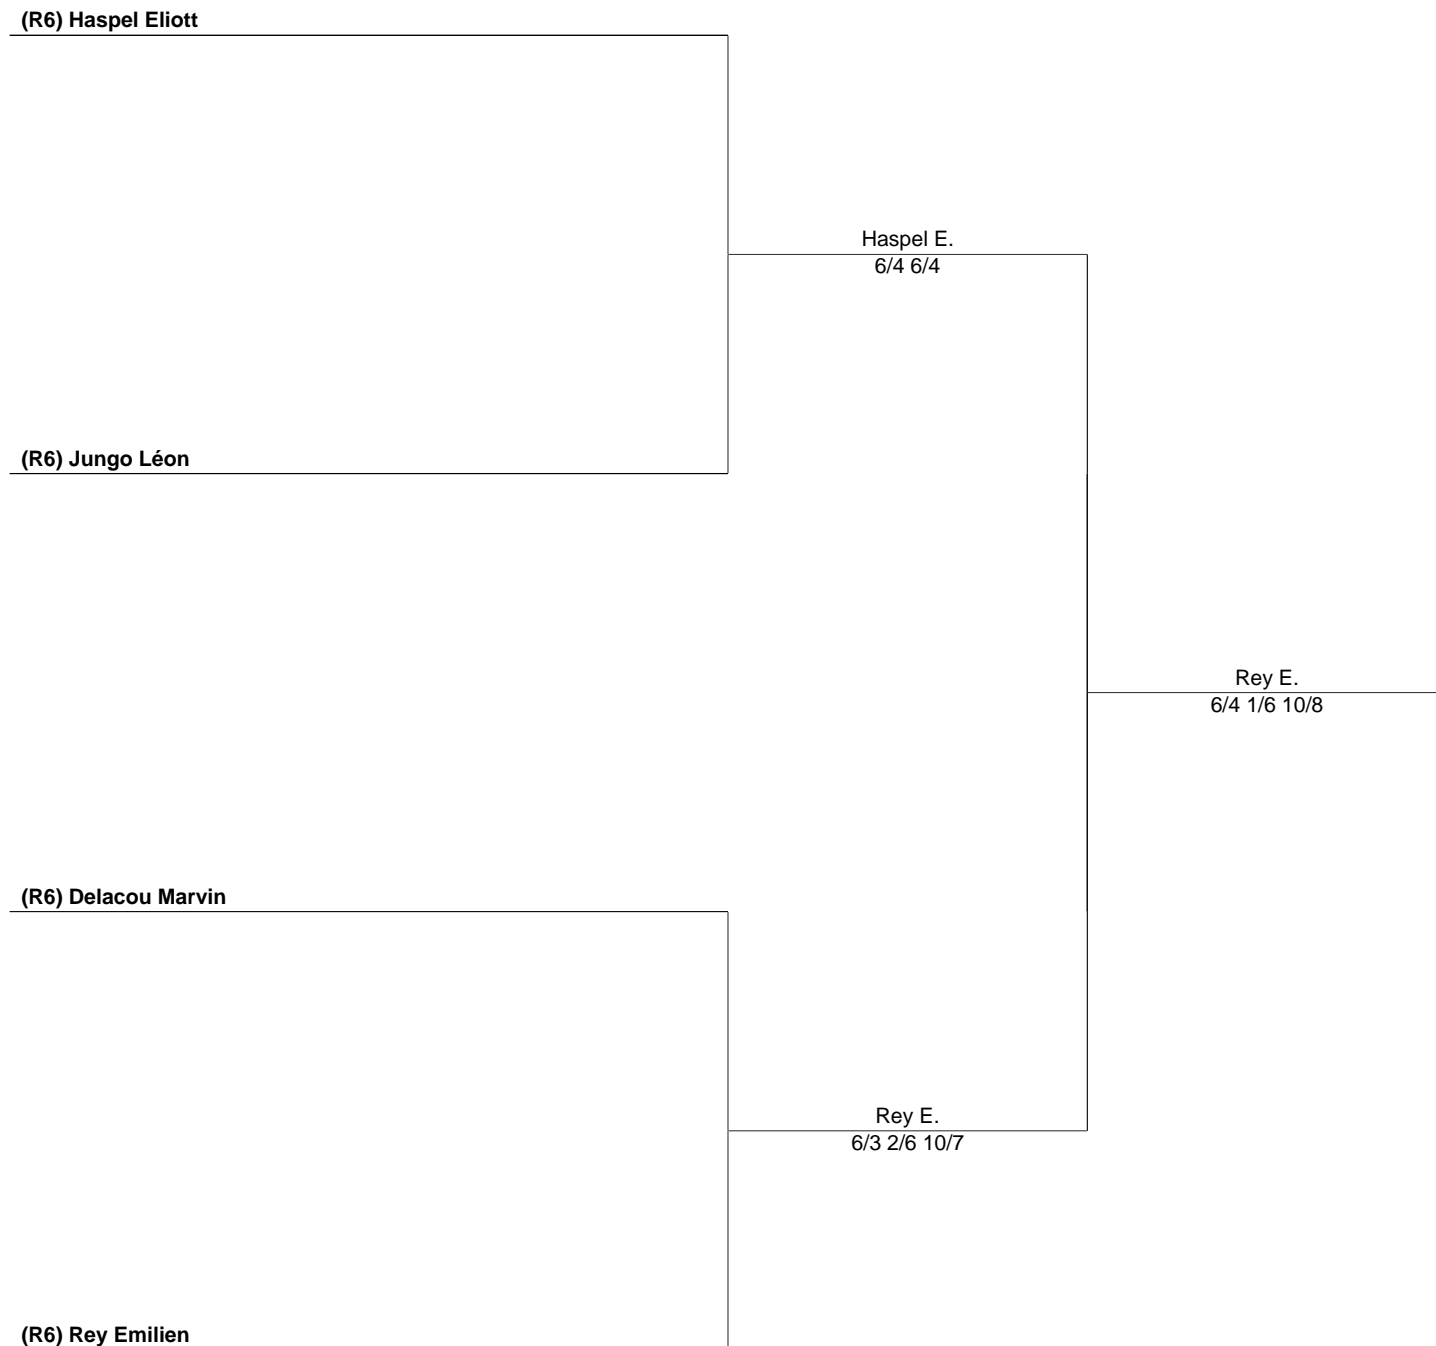 (R6) Haspel Eliott
Haspel E.
6/4 6/4
(R6) Jungo Léon
Rey E.
6/4 1/6 10/8
(R6) Delacou Marvin
Rey E.
6/3 2/6 10/7
(R6) Rey Emilien